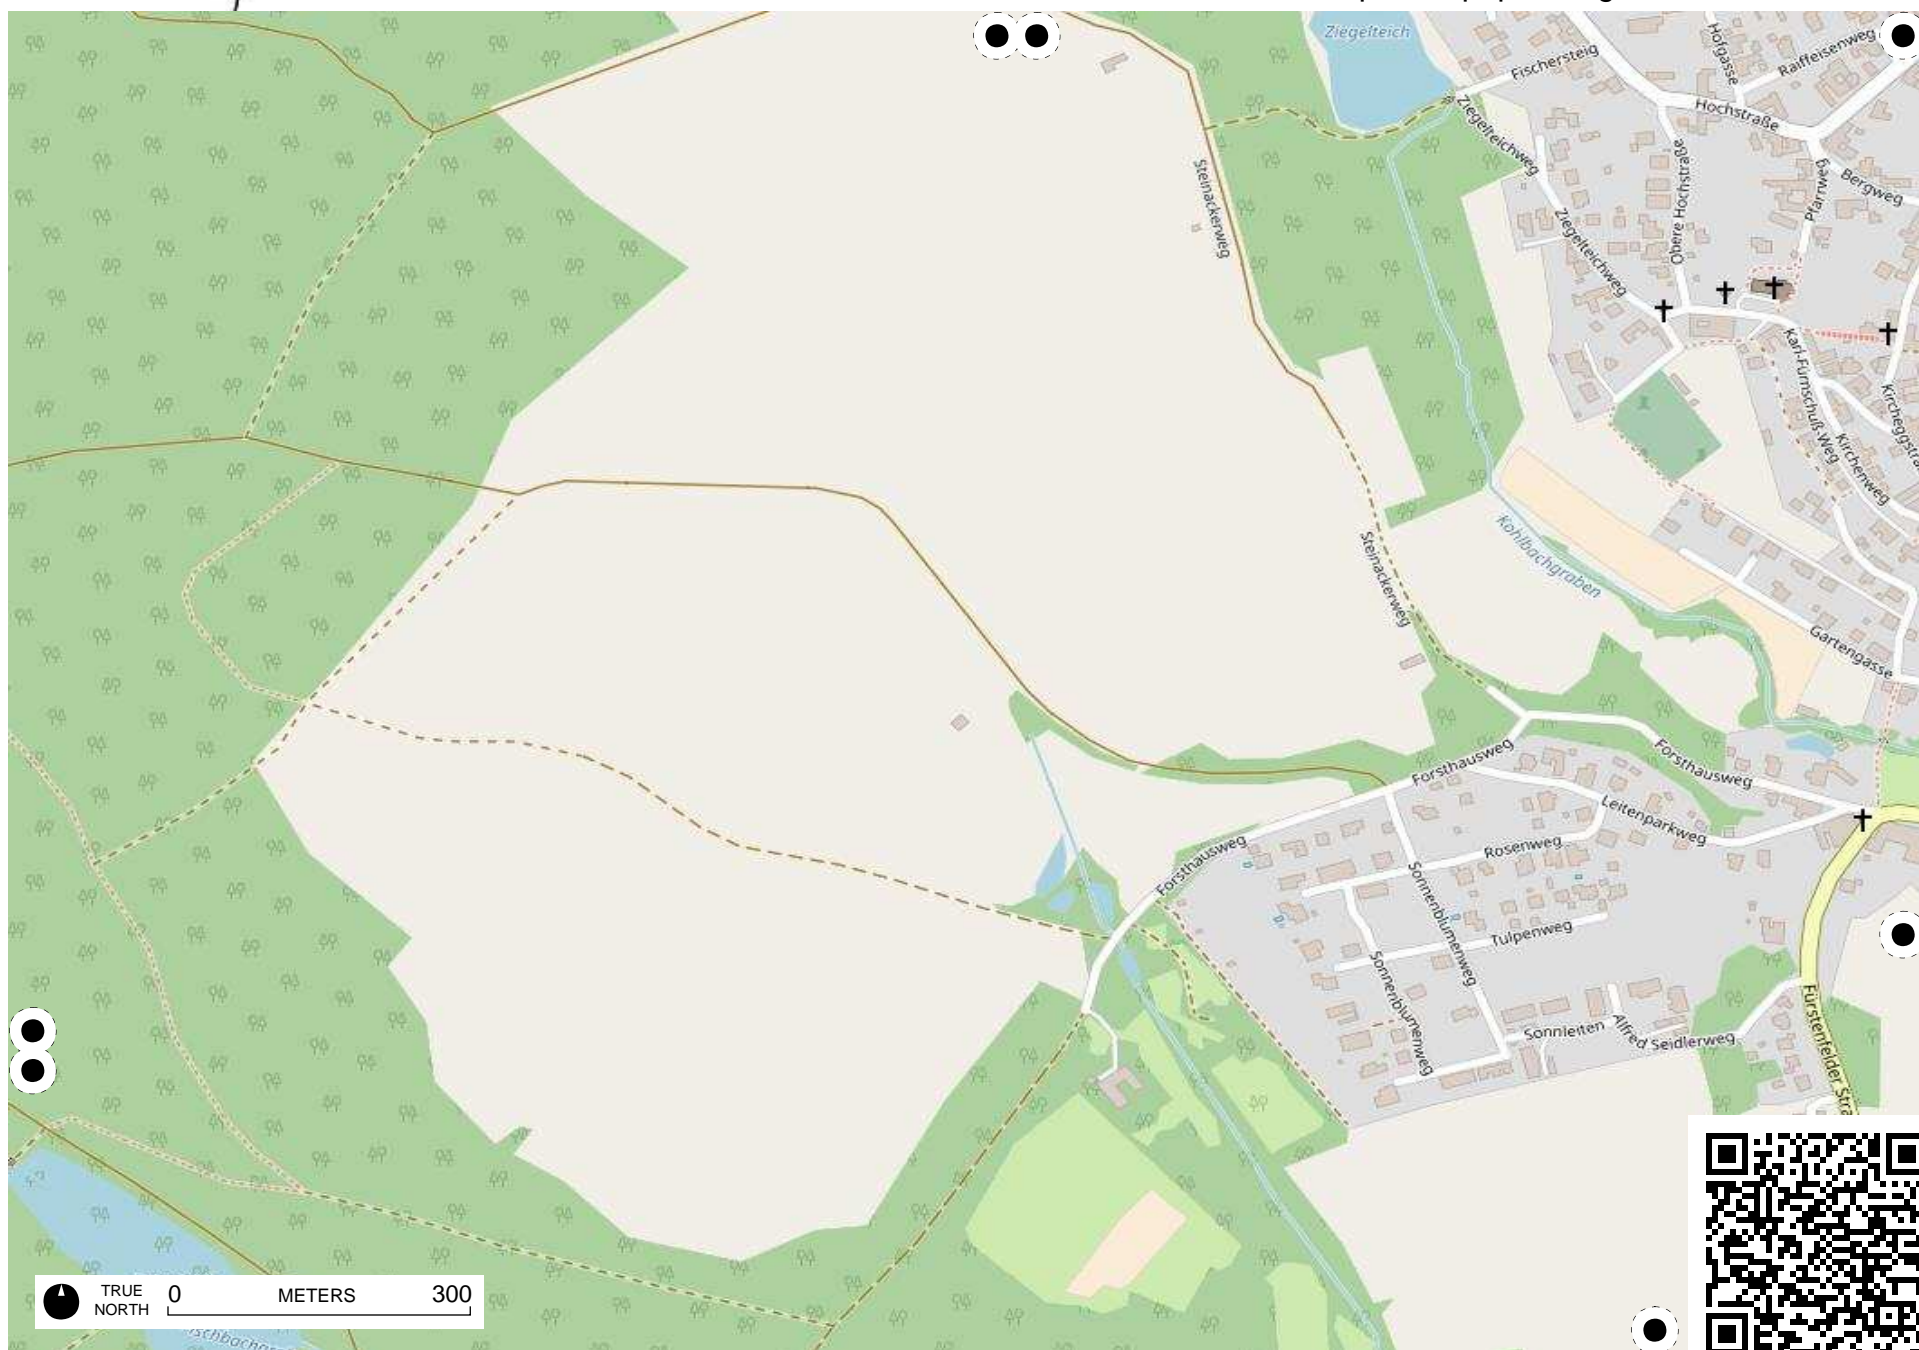 Ziegelteich
Fischersteig
Hofgasse
Raiffeisenweg
Hochstraße
Ziegelteichweg
Obere Hochstraße
Pfarrweg
Bergweg
Steinackerweg
Ziegelteichweg
Karl-Fürnschuß-Weg
Kirchenweg
Kohlbachgraben
Steinackerweg
Gartengasse
Forsthausweg
Forsthausweg
Leitenparkweg
Rosenweg
Forsthausweg
Sonnenblumenweg
Tulpenweg
Sonnenblumenweg
Sonnleiten
Alfred Seidlerweg
Fürstenfelder Stra
TRUE
NORTH
0 METERS 300